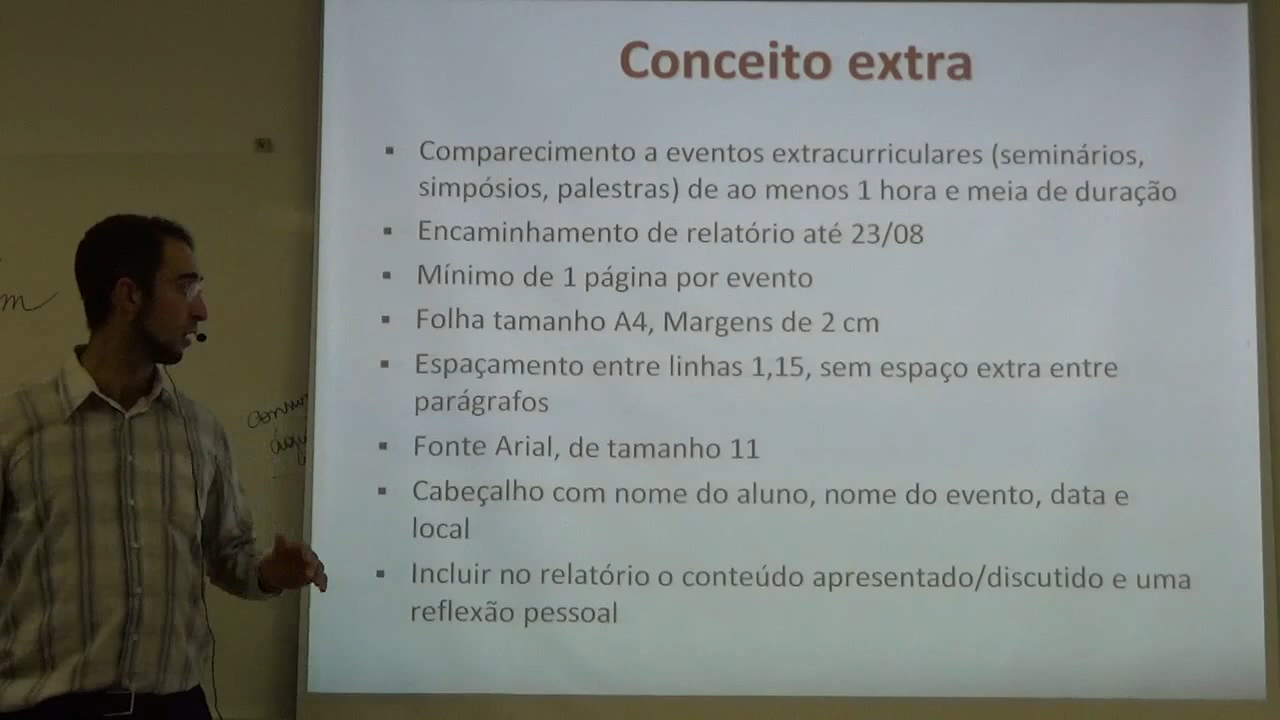 Conceito extra
▪ Comparecimento a eventos extracurriculares (seminários,
simpósios, palestras) de ao menos 1 hora e meia de duração
▪ Encaminhamento de relatório até 23/08
▪ Mínimo de 1 página por evento
▪ Folha tamanho A4, Margens de 2 cm
▪ Espaçamento entre linhas 1,15, sem espaço extra entre
parágrafos
▪ Fonte Arial, de tamanho 11
▪ Cabeçalho com nome do aluno, nome do evento, data e
local
▪ Incluir no relatório o conteúdo apresentado/discutido e uma
reflexão pessoal